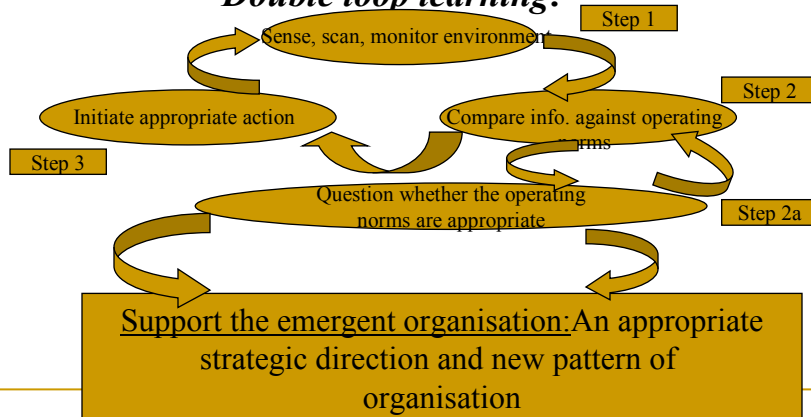 Double loop learning:
Sense, scan, monitor environment
Step 1
Step 2
Initiate appropriate action
Compare info. against operating
norms
Step 3
Question whether the operating
norms are appropriate
Step 2a
Support the emergent organisation:An appropriate
strategic direction and new pattern of
organisation